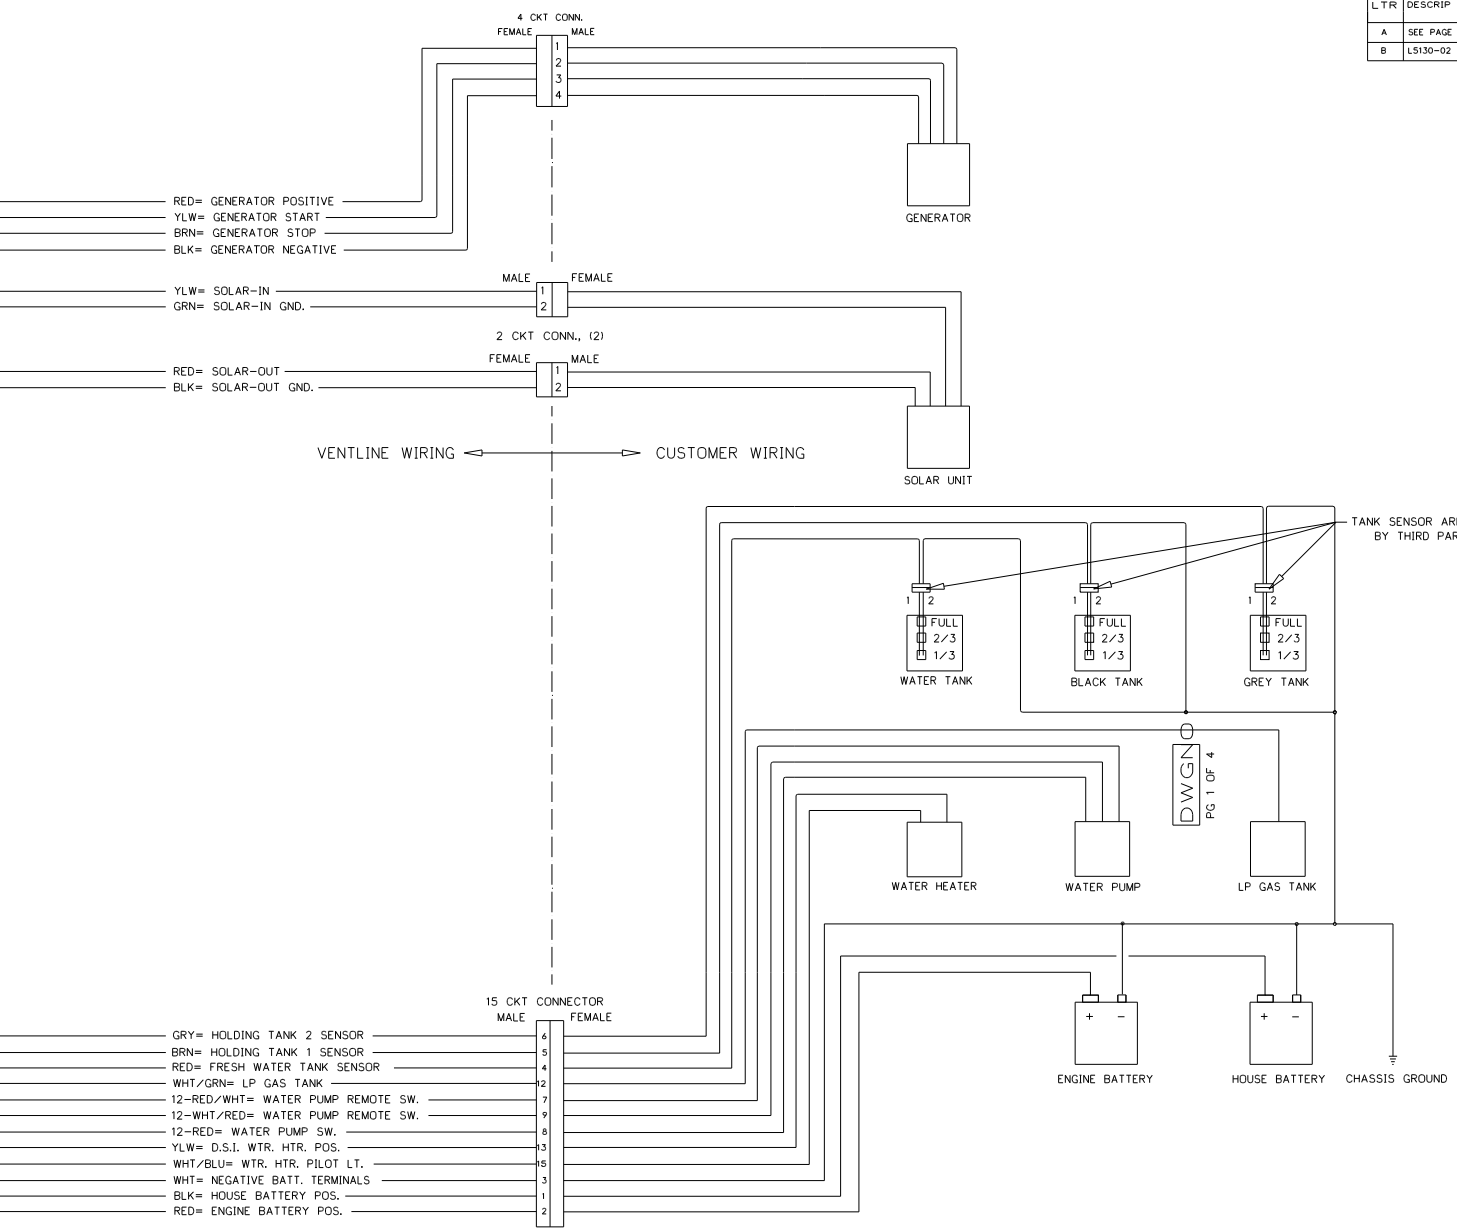 LTR DESCRIP
A SEE PAGE
B L5130-02
4 CKT CONN.
FEMALE MALE
1
2
3
4
RED= GENERATOR POSITIVE
YLW= GENERATOR START
BRN= GENERATOR STOP
BLK= GENERATOR NEGATIVE
GENERATOR
MALE FEMALE
YLW= SOLAR-IN 1
GRN= SOLAR-IN GND. 2
2 CKT CONN., (2)
FEMALE MALE
RED= SOLAR-OUT 1
BLK= SOLAR-OUT GND. 2
VENTLINE WIRING CUSTOMER WIRING
SOLAR UNIT
TANK SENSOR AR
BY THIRD PAR
1 2 1 2 1 2
FULL FULL FULL
2/3 2/3 2/3
1/3 1/3 1/3
WATER TANK BLACK TANK GREY TANK
DWGNO
PG 1 OF 4
WATER HEATER WATER PUMP LP GAS TANK
15 CKT CONNECTOR
MALE FEMALE
+ - + -
ENGINE BATTERY HOUSE BATTERY CHASSIS GROUND
GRY= HOLDING TANK 2 SENSOR 6
BRN= HOLDING TANK 1 SENSOR 5
RED= FRESH WATER TANK SENSOR 4
WHT/GRN= LP GAS TANK 12
12-RED/WHT= WATER PUMP REMOTE SW. 7
12-WHT/RED= WATER PUMP REMOTE SW. 9
12-RED= WATER PUMP SW. 8
YLW= D.S.I. WTR. HTR. POS. 13
WHT/BLU= WTR. HTR. PILOT LT. 15
WHT= NEGATIVE BATT. TERMINALS 3
BLK= HOUSE BATTERY POS. 1
RED= ENGINE BATTERY POS. 2